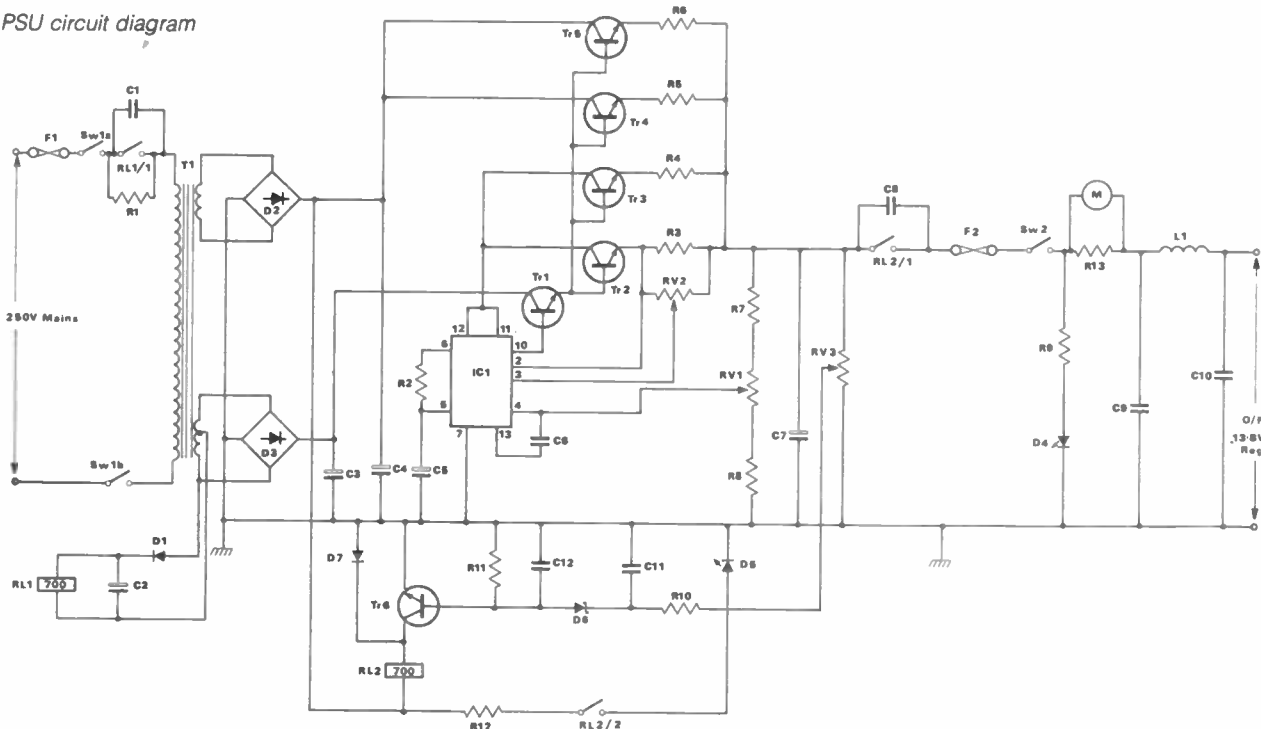 PSU circuit diagram
R6
Tr5
C1
R5
F1
Sw1a
Tr4
RL1/1
T1
R4
R1
D2
Tr3
C8
M
R3
F2
Sw2
L1
RL2/1
R13
Tr2
Tr1
RV2
R7
250V Mains
12
11
6
10
2
IC1
3
R2
RV1
R9
RV3
C10
5
4
C9
7
13
C6
O/P
13·8V
Reg
D3
C7
D4
Sw1b
C3
C4
C5
R8
D1
D7
R11
C12
C11
D5
RL1
700
C2
Tr6
D6
R10
RL2
700
R12
RL2/2